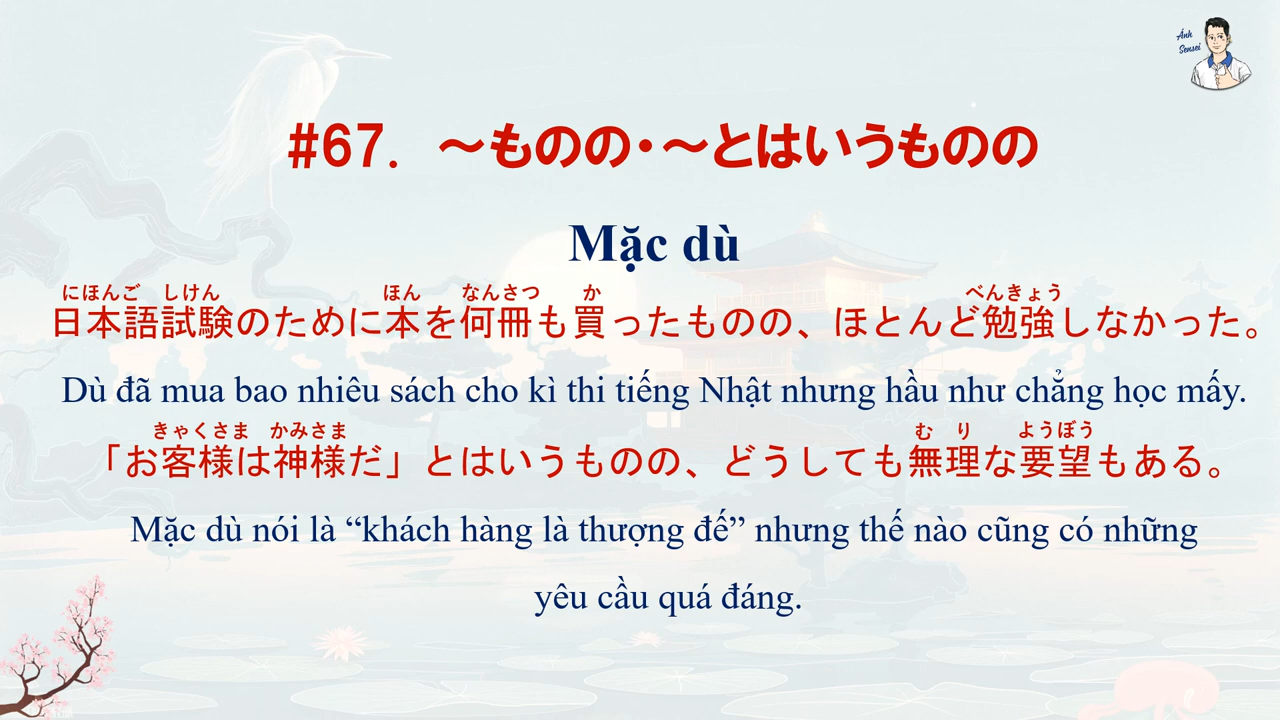 Ánh
Sensei
#67. ～ものの・～とはいうものの
Mặc dù
にほんご しけん ほん なんさつ か べんきょう
日本語試験のために本を何冊も買ったものの、ほとんど勉強しなかった。
Dù đã mua bao nhiêu sách cho kì thi tiếng Nhật nhưng hầu như chẳng học mấy.
きゃくさま かみさま む り ようぼう
「お客様は神様だ」とはいうものの、どうしても無理な要望もある。
Mặc dù nói là “khách hàng là thượng đế” nhưng thế nào cũng có những
yêu cầu quá đáng.